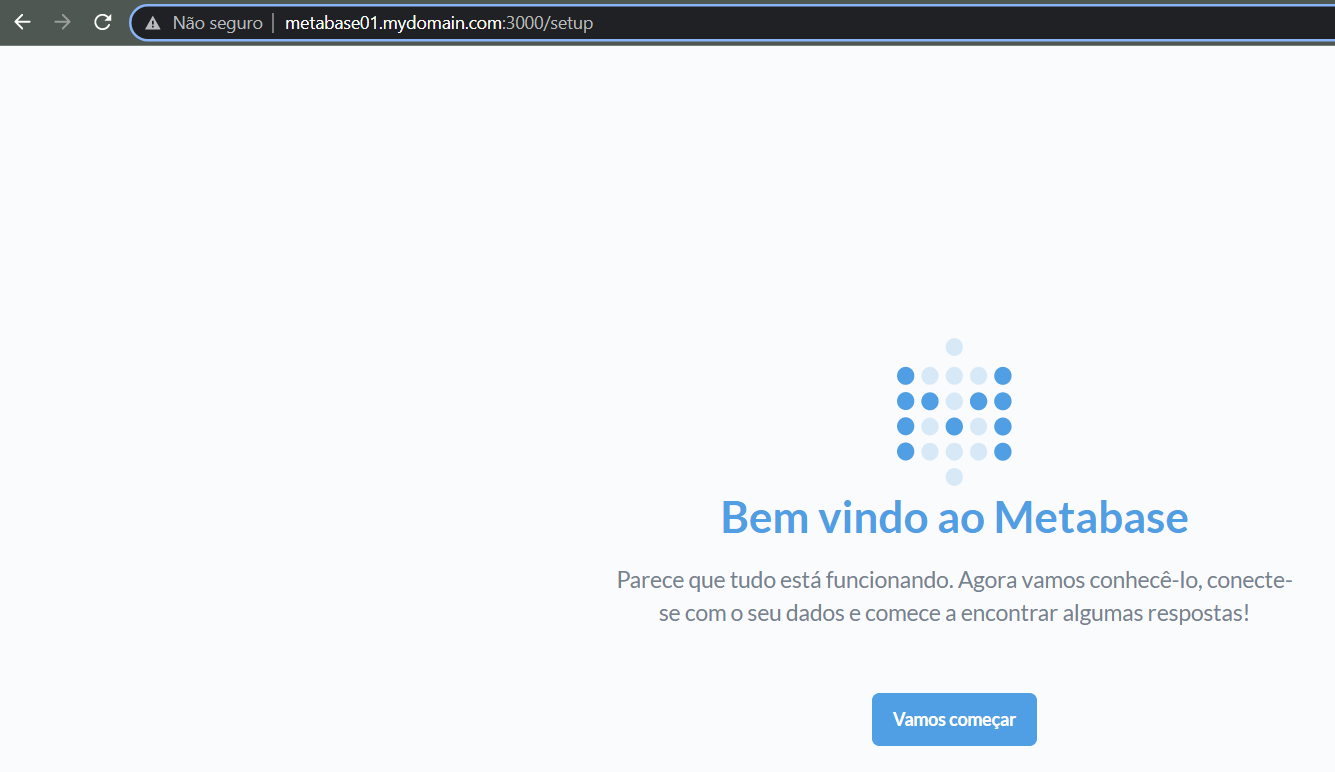 Não seguro | metabase01.mydomain.com:3000/setup
Bem vindo ao Metabase
Parece que tudo está funcionando. Agora vamos conhecê-lo, conecte-
se com o seu dados e comece a encontrar algumas respostas!
Vamos começar